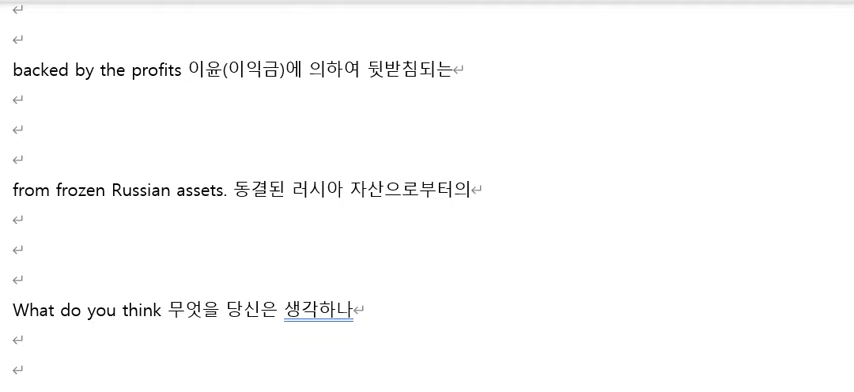 backed by the profits 이윤(이익금)에 의하여 뒷받침되는
from frozen Russian assets. 동결된 러시아 자산으로부터의
What do you think 무엇을 당신은 생각하나